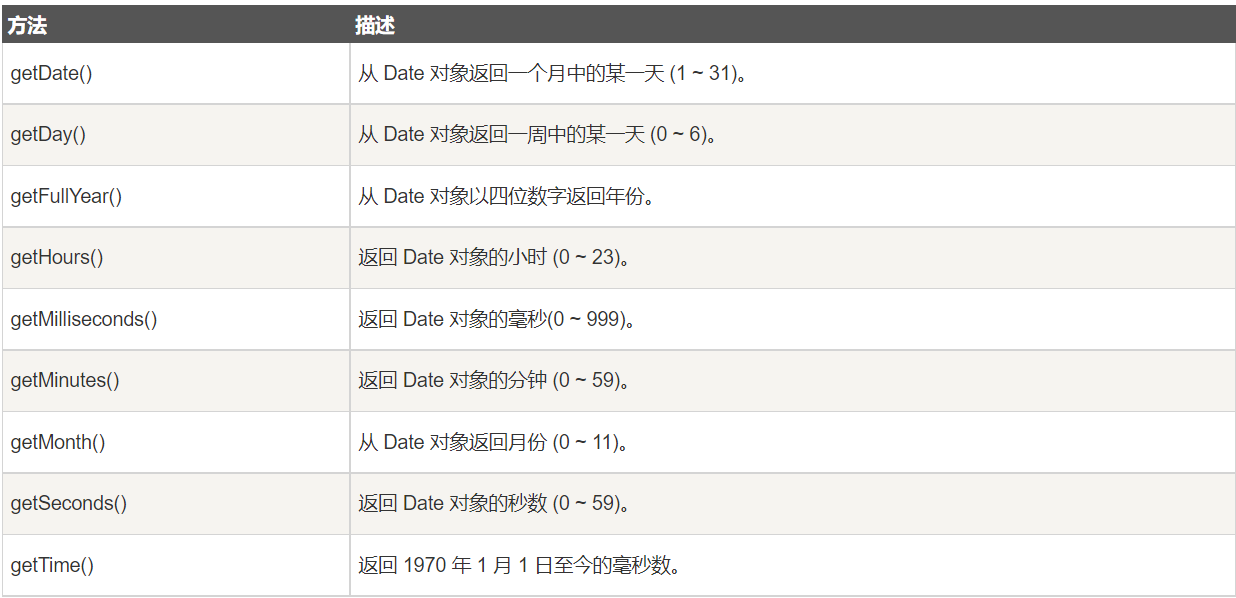 方法 描述
getDate() 从 Date 对象返回一个月中的某一天 (1 ~ 31)。
getDay() 从 Date 对象返回一周中的某一天 (0 ~ 6)。
getFullYear() 从 Date 对象以四位数字返回年份。
getHours() 返回 Date 对象的小时 (0 ~ 23)。
getMilliseconds() 返回 Date 对象的毫秒(0 ~ 999)。
getMinutes() 返回 Date 对象的分钟 (0 ~ 59)。
getMonth() 从 Date 对象返回月份 (0 ~ 11)。
getSeconds() 返回 Date 对象的秒数 (0 ~ 59)。
getTime() 返回 1970 年 1 月 1 日至今的毫秒数。